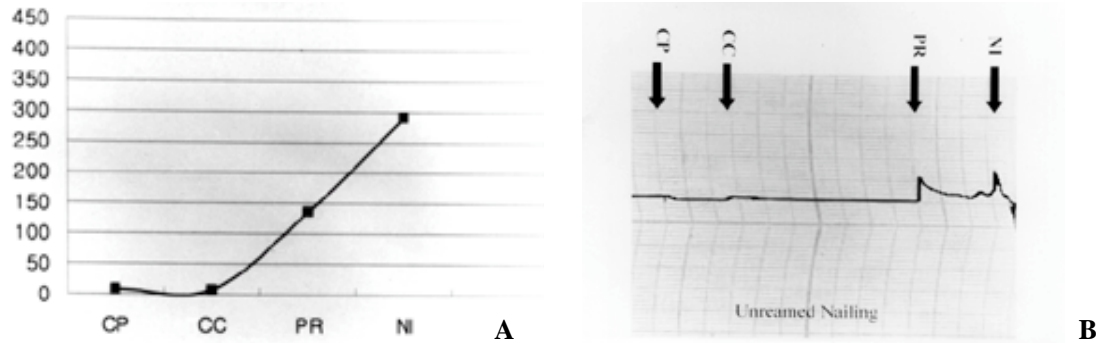 450
400
350
300
250
200
150
100
50
0
CP CC PR NI
A
CP CC PR NI
Unreamed Nailing
B